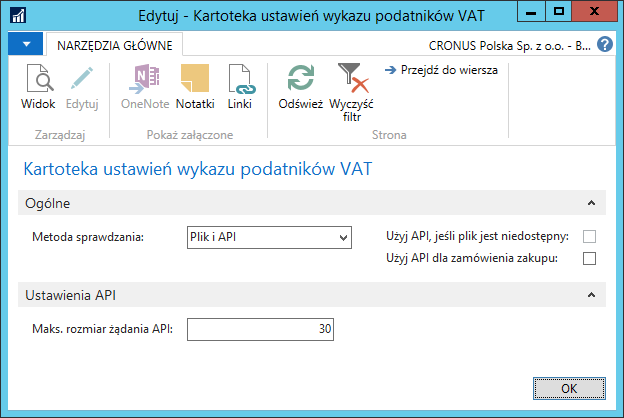 Edytuj - Kartoteka ustawień wykazu podatników VAT
NARZĘDZIA GŁÓWNE
CRONUS Polska Sp. z o.o. - B... ?
Widok Edytuj OneNote Notatki Linki Odśwież Wyczyść filtr Przejdź do wiersza
Zarządzaj Pokaż załączone Strona
Kartoteka ustawień wykazu podatników VAT
Ogólne
Metoda sprawdzania: Plik i API Użyj API, jeśli plik jest niedostępny:
Użyj API dla zamówienia zakupu:
Ustawienia API
Maks. rozmiar żądania API: 30
OK